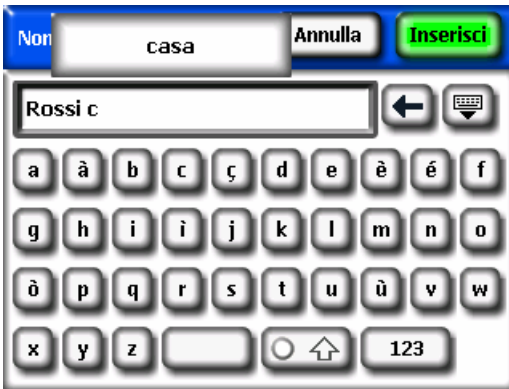 Non
casa
Annulla
Inserisci
Rossi c
a à b c ç d e è é f
g h i ì j k l m n o
ò p q r s t u ù v w
x y z 123